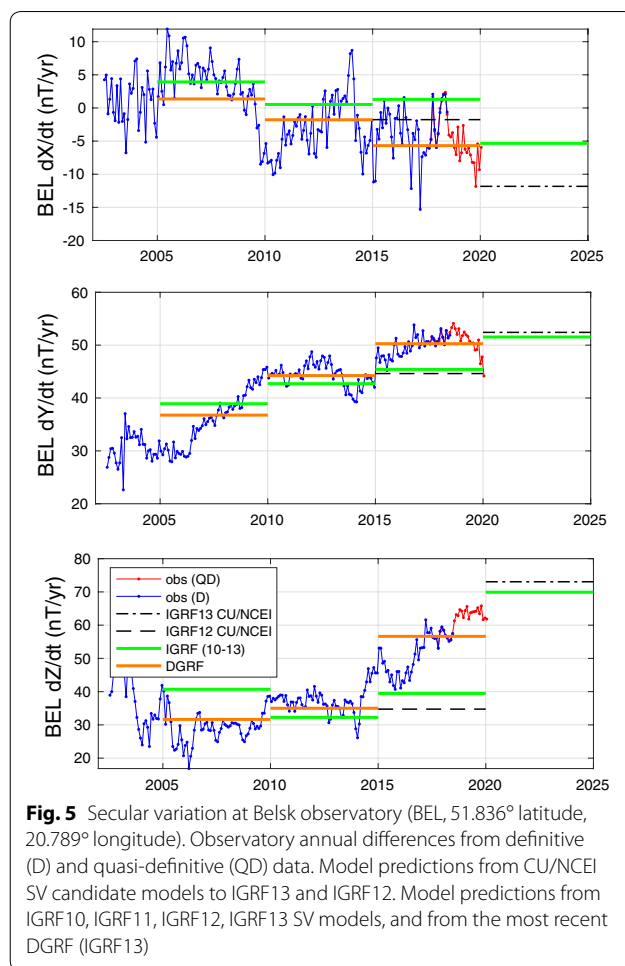 BEL dX/dt (nT/yr)
10
5
0
-5
-10
-15
-20
2005 2010 2015 2020 2025
BEL dY/dt (nT/yr)
60
50
40
30
20
2005 2010 2015 2020 2025
BEL dZ/dt (nT/yr)
80
70
60
50
40
30
20
obs (QD)
obs (D)
IGRF13 CU/NCEI
IGRF12 CU/NCEI
IGRF (10-13)
DGRF
2005 2010 2015 2020 2025
Fig. 5 Secular variation at Belsk observatory (BEL, 51.836° latitude,
20.789° longitude). Observatory annual differences from definitive
(D) and quasi-definitive (QD) data. Model predictions from CU/NCEI
SV candidate models to IGRF13 and IGRF12. Model predictions from
IGRF10, IGRF11, IGRF12, IGRF13 SV models, and from the most recent
DGRF (IGRF13)